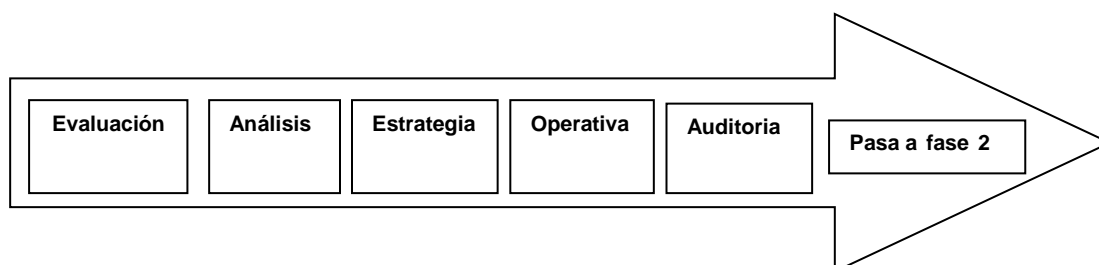 Evaluación
Análisis
Estrategia
Operativa
Auditoria
Pasa a fase 2